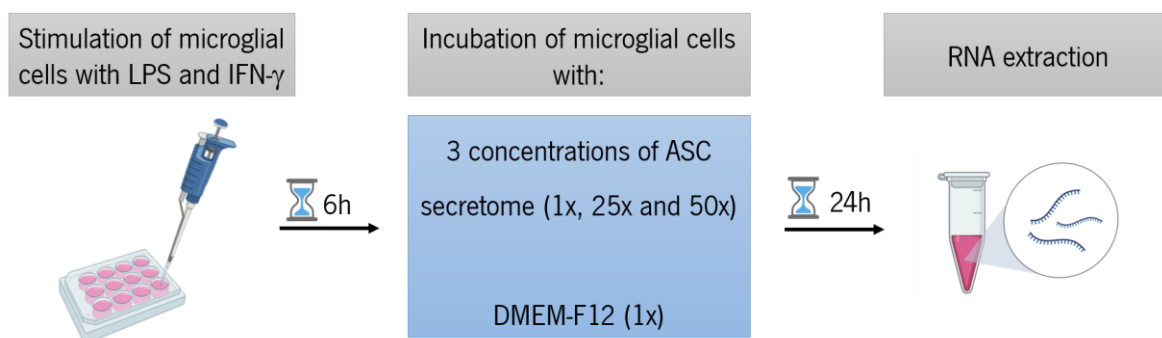 Stimulation of microglial
cells with LPS and IFN-γ
6h
Incubation of microglial cells
with:
3 concentrations of ASC
secretome (1x, 25x and 50x)
DMEM-F12 (1x)
24h
RNA extraction